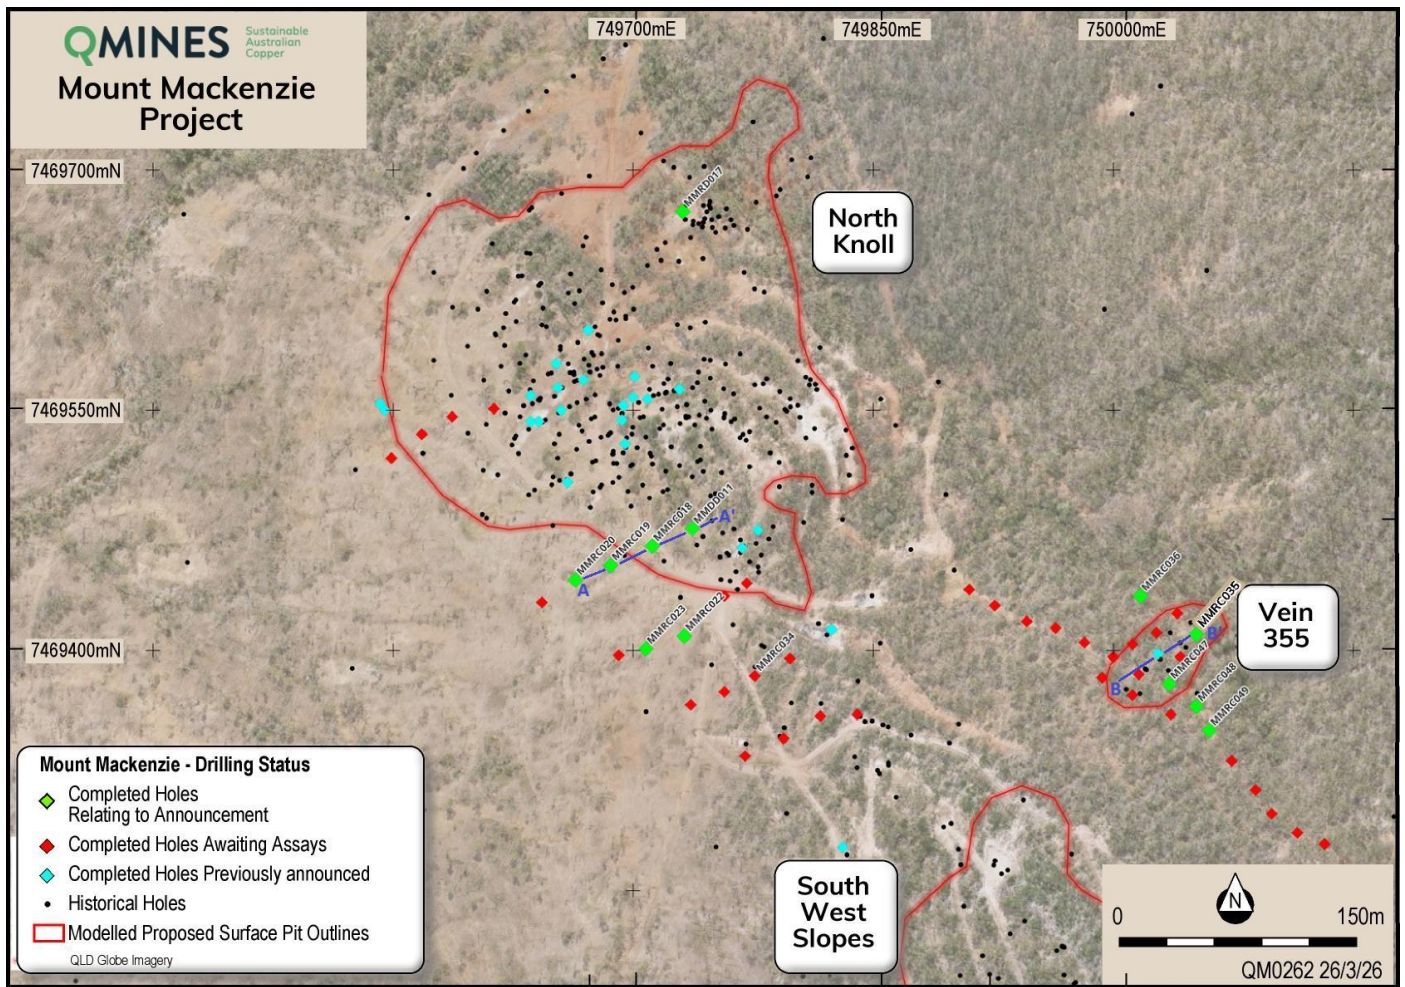 QMINES
Sustainable
Australian
Copper
Mount Mackenzie
Project
749700mE
749850mE
750000mE
7469700mN
7469550mN
7469400mN
MMRD017
North
Knoll
MMDD011
A'
MMRC018
MMRC019
MMRC020
A
MMRC022
MMRC023
MMRC034
MMRC036
MMRC035
B'
MMRC047
B
MMRC048
MMRC049
Vein
355
South
West
Slopes
Mount Mackenzie - Drilling Status
Completed Holes
Relating to Announcement
Completed Holes Awaiting Assays
Completed Holes Previously announced
Historical Holes
Modelled Proposed Surface Pit Outlines
QLD Globe Imagery
N
0
150m
QM0262 26/3/26